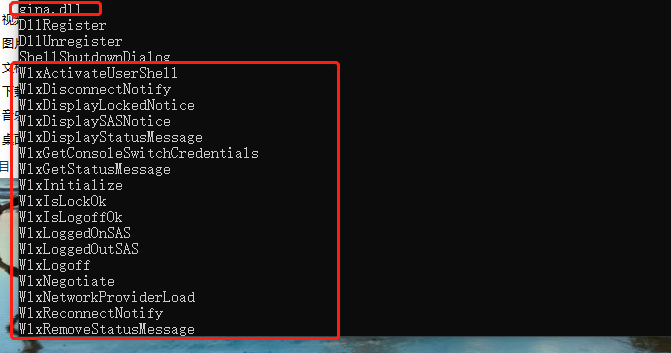 gina.dll
DllRegister
DllUnregister
ShellShutdownDialog
WlxActivateUserShell
WlxDisconnectNotify
WlxDisplayLockedNotice
WlxDisplaySASNotice
WlxDisplayStatusMessage
WlxGetConsoleSwitchCredentials
WlxGetStatusMessage
WlxInitialize
WlxIsLockOk
WlxIsLogoffOk
WlxLoggedOnSAS
WlxLoggedOutSAS
WlxLogoff
WlxNegotiate
WlxNetworkProviderLoad
WlxReconnectNotify
WlxRemoveStatusMessage